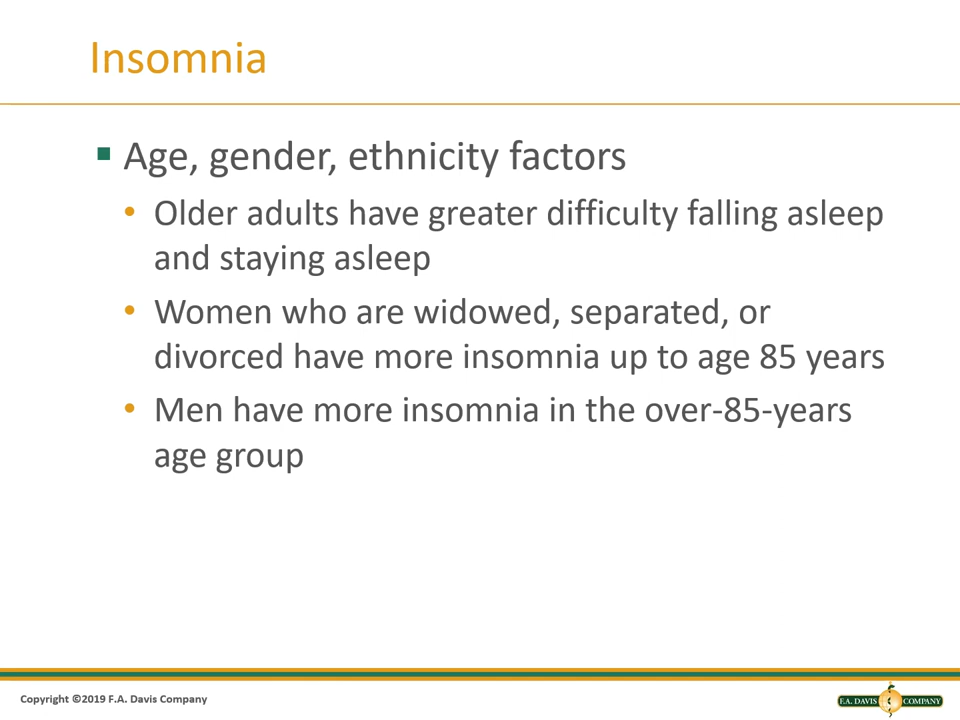 Insomnia
Age, gender, ethnicity factors
• Older adults have greater difficulty falling asleep
and staying asleep
• Women who are widowed, separated, or
divorced have more insomnia up to age 85 years
• Men have more insomnia in the over-85-years
age group
Copyright ©2019 F.A. Davis Company
F.A. DAVIS COMPANY